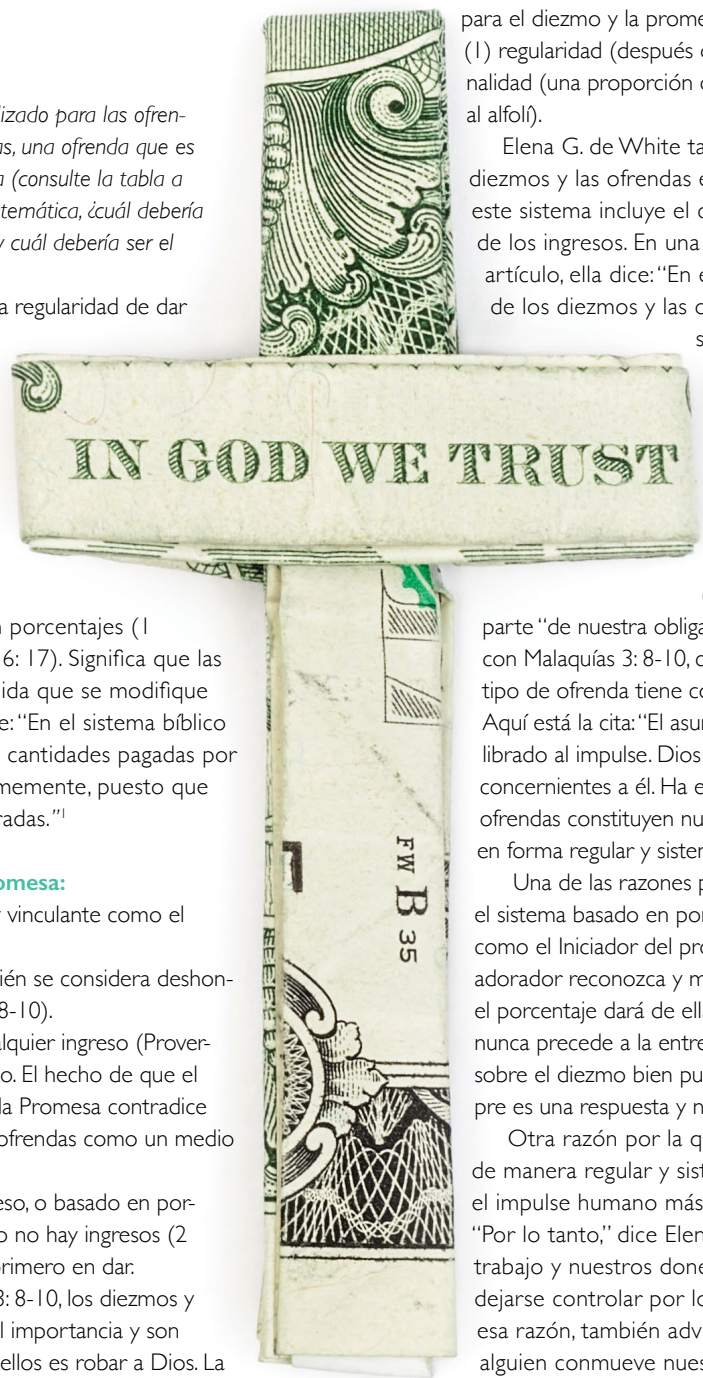 lizado para las ofren-
as, una ofrenda que es
a (consulte la tabla a
temática, ¿cuál debería
y cuál debería ser el
a regularidad de dar
n porcentajes (1
6: 17). Significa que las
ida que se modifique
e: “En el sistema bíblico
cantidades pagadas por
memente, puesto que
radas.”1
omesa:
r vinculante como el
ién se considera deshon-
8-10).
alquier ingreso (Prover-
o. El hecho de que el
la Promesa contradice
ofrendas como un medio
eso, o basado en por-
o no hay ingresos (2
primero en dar.
3: 8-10, los diezmos y
l importancia y son
ellos es robar a Dios. La
IN GOD WE TRUST
FW B 35
para el diezmo y la prome
(1) regularidad (después
nalidad (una proporción
al alfolí).
Elena G. de White ta
diezmos y las ofrendas e
este sistema incluye el
de los ingresos. En una
artículo, ella dice: “En e
de los diezmos y las
s
parte “de nuestra obliga
con Malaquías 3: 8-10,
tipo de ofrenda tiene co
Aquí está la cita: “El asu
librado al impulse. Dios
concernientes a él. Ha e
ofrendas constituyen nu
en forma regular y sister
Una de las razones p
el sistema basado en por
como el Iniciador del pro
adorador reconozca y m
el porcentaje dará de ella
nunca precede a la entre
sobre el diezmo bien pu
pre es una respuesta y n
Otra razón por la q
de manera regular y sist
el impulse humano más
“Por lo tanto,” dice Elen
trabajo y nuestros done
dejarse controlar por lo
esa razón, también adv
alguien conmueve nues